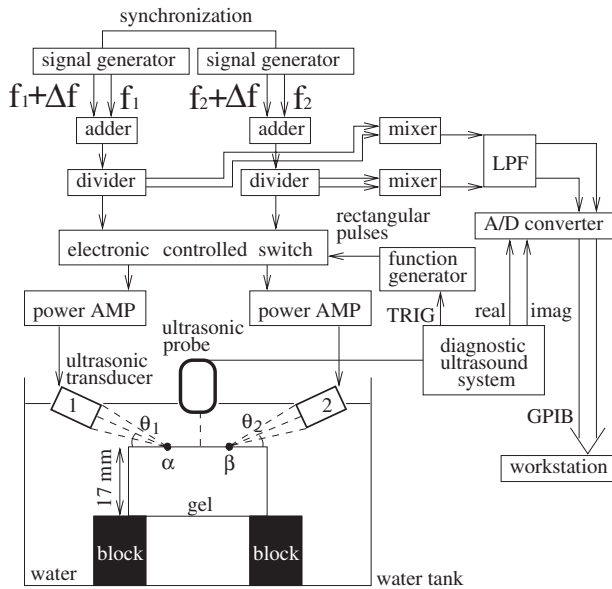 synchronization
signal generator
signal generator
f1+Δf
f1
f2+Δf
f2
adder
adder
mixer
divider
divider
mixer
LPF
A/D converter
rectangular
pulses
electronic controlled switch
function
generator
power AMP
power AMP
TRIG
real
imag
ultrasonic
probe
diagnostic
ultrasound
system
ultrasonic
transducer
1
2
θ1
θ2
α
β
GPIB
workstation
17 mm
gel
block
block
water
water tank